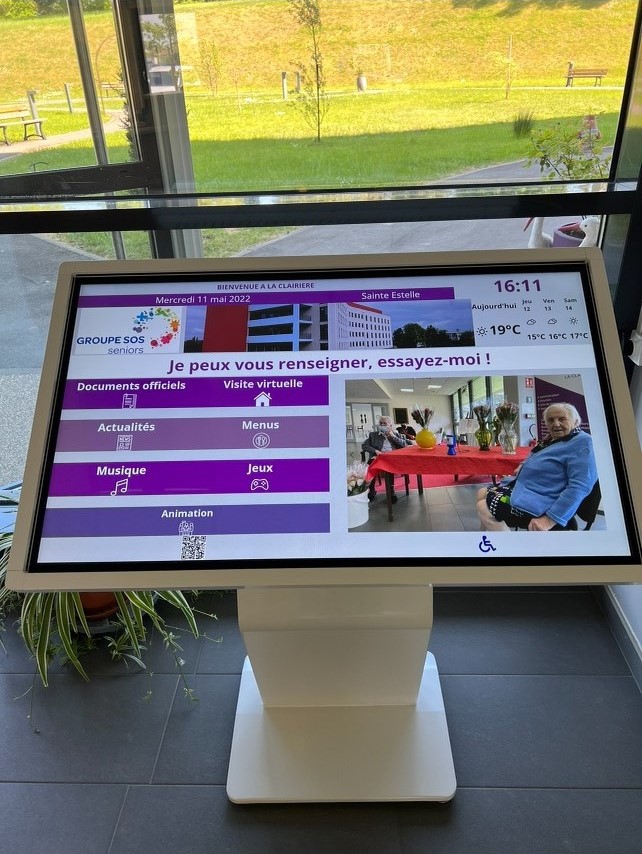 BIENVENUE A LA CLAIRIERE
Mercredi 11 mai 2022 Sainte Estelle
16:11
GROUPE SOS
seniors
Aujourd'hui
19°C
Jeu Ven Sam
12 13 14
15°C 16°C 17°C
Je peux vous renseigner, essayez-moi !
Documents officiels Visite virtuelle
Actualités Menus
Musique Jeux
Animation